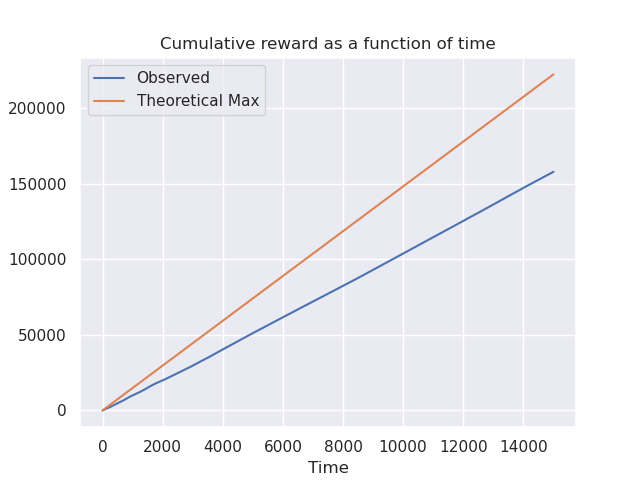 Cumulative reward as a function of time
Observed
Theoretical Max
200000
150000
100000
50000
0
0 2000 4000 6000 8000 10000 12000 14000
Time